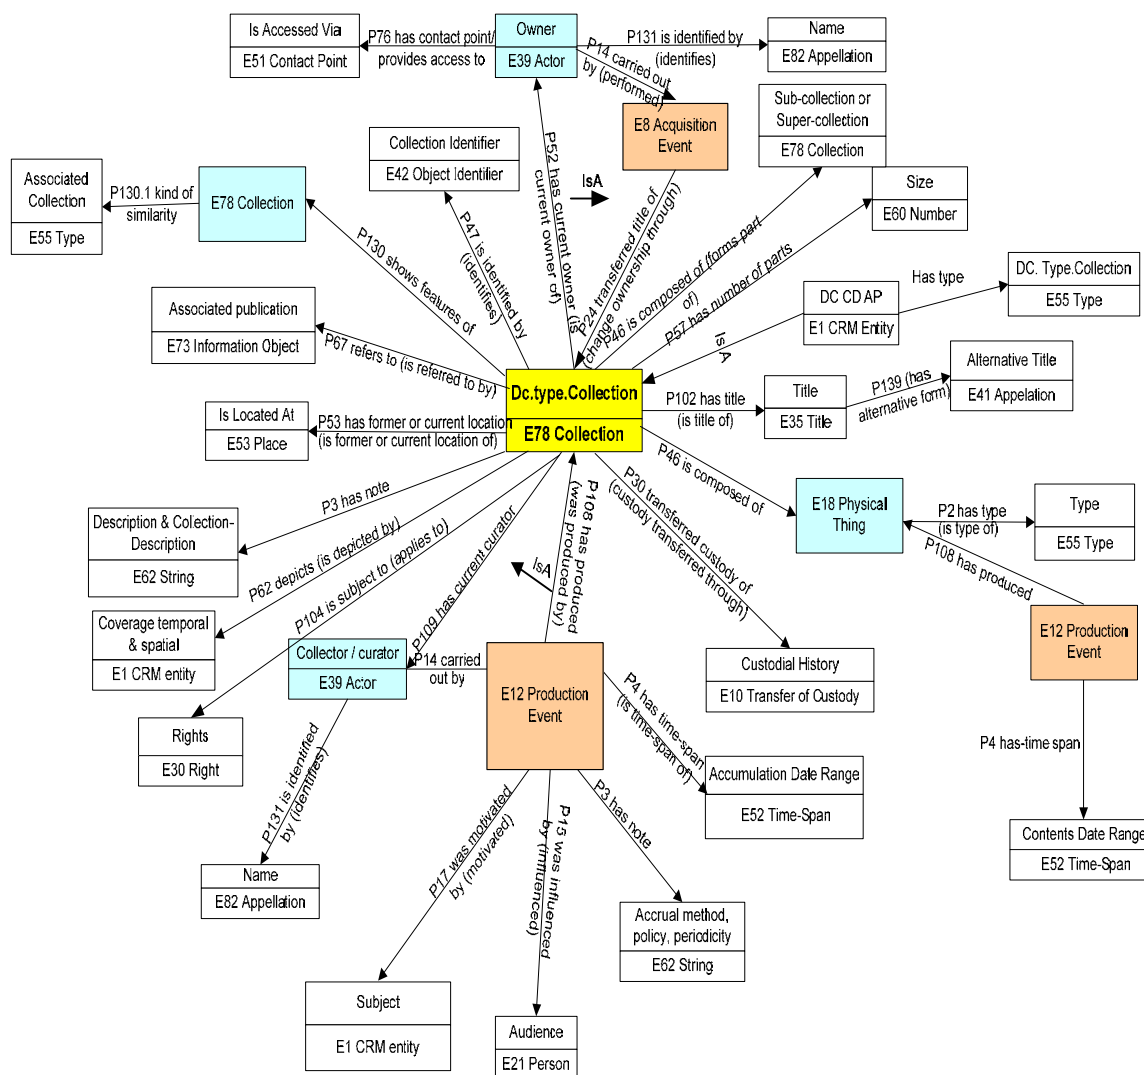 Is Accessed Via
E51 Contact Point
P76 has contact point/
provides access to
Owner
E39 Actor
P131 is identified by
(identifies)
Name
E82 Appellation
P14 carried out
by (performed)
E8 Acquisition
Event
Sub-collection or
Super-collection
E78 Collection
Collection Identifier
E42 Object Identifier
P52 has current owner (is
current owner of)
IsA
Size
E60 Number
Associated
Collection
E55 Type
P130.1 kind of
similarity
E78 Collection
P130 shows features of
P47 is identified by
(identifies)
P24 transferred title of
(change ownership through)
P46 is composed of (forms part
of)
P57 has number of parts
DC CD AP
E1 CRM Entity
Has type
DC. Type.Collection
E55 Type
Is A
Associated publication
E73 Information Object
P67 refers to (is referred to by)
Dc.type.Collection
E78 Collection
P102 has title
(is title of)
Title
E35 Title
P139 (has
alternative form)
Alternative Title
E41 Appelation
Is Located At
E53 Place
P53 has former or current location
(is former or current location of)
P46 is composed of
E18 Physical
Thing
P2 has type
(is type of)
Type
E55 Type
P108 has produced
P3 has note
Description & Collection-
Description
E62 String
P62 depicts (is depicted by)
P104 is subject to (applies to)
P109 has current curator
P108 has produced
(was produced by)
IsA
P30 transferred custody of
(custody transferred through)
Coverage temporal
& spatial
E1 CRM entity
Collector / curator
E39 Actor
P14 carried
out by
E12 Production
Event
Custodial History
E10 Transfer of Custody
E12 Production
Event
P4 has-time span
Rights
E30 Right
P131 is identified
by (identifies)
P4 has time-span
(is time-span of)
Accumulation Date Range
E52 Time-Span
Contents Date Range
E52 Time-Span
P17 was motivated
by (motivated)
P15 was influenced
by (influenced)
P3 has note
Name
E82 Appellation
Accrual method,
policy, periodicity
E62 String
Subject
E1 CRM entity
Audience
E21 Person